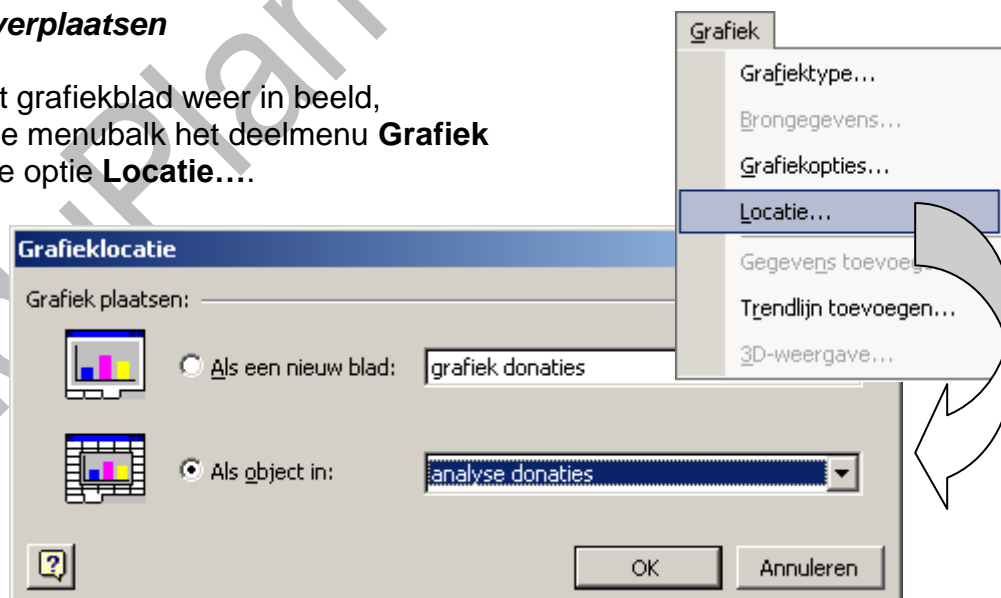 verplaatsen
t grafiekblad weer in beeld,
e menubalk het deelmenu Grafiek
e optie Locatie….
Grafiek
Grafiektype...
Brongegevens...
Grafiekopties...
Locatie...
Gegevens toevoeg
Trendlijn toevoegen...
3D-weergave...
Grafieklocatie
Grafiek plaatsen:
Als een nieuw blad: grafiek donaties
Als object in: analyse donaties
OK Annuleren